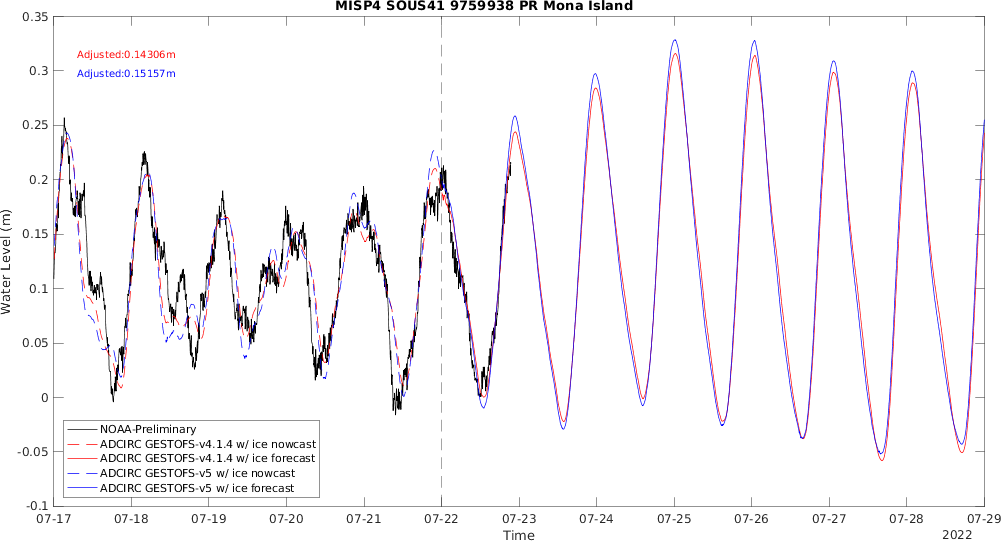 MISP4 SOUS41 9759938 PR Mona Island
Adjusted:0.14306m
Adjusted:0.15157m
Water Level (m)
0.35
0.3
0.25
0.2
0.15
0.1
0.05
0
-0.05
-0.1
NOAA-Preliminary
ADCIRC GESTOFS-v4.1.4 w/ ice nowcast
ADCIRC GESTOFS-v4.1.4 w/ ice forecast
ADCIRC GESTOFS-v5 w/ ice nowcast
ADCIRC GESTOFS-v5 w/ ice forecast
07-17 07-18 07-19 07-20 07-21 07-22 07-23 07-24 07-25 07-26 07-27 07-28 07-29
Time
2022